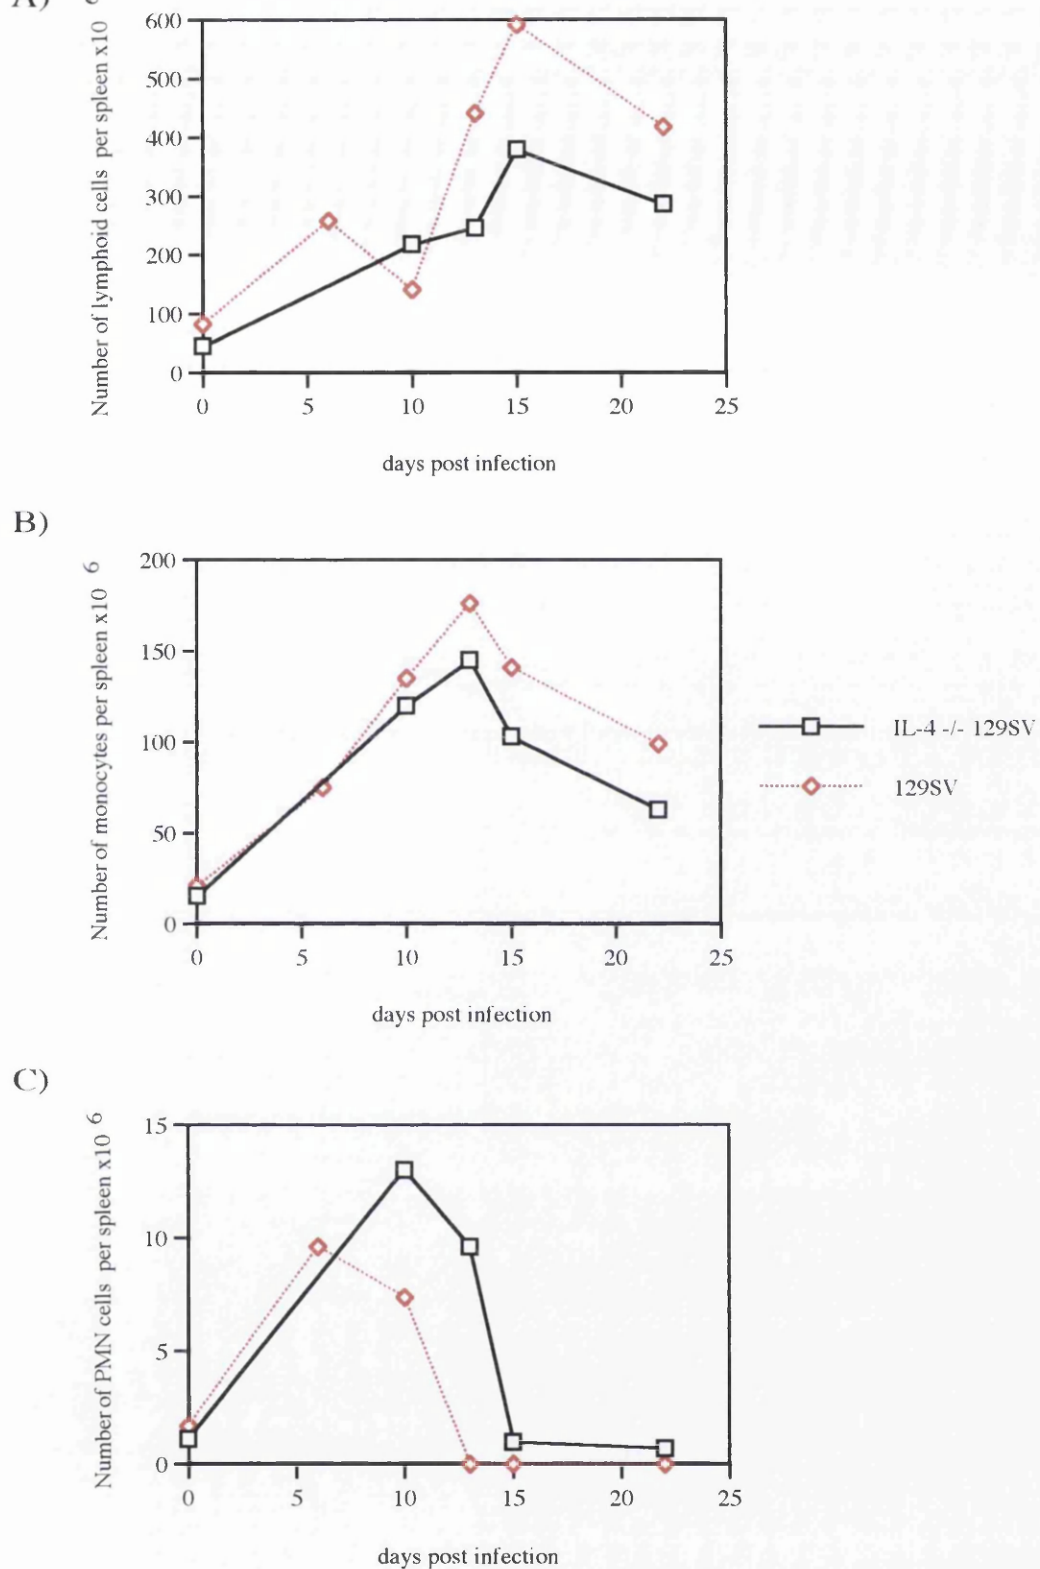 A)
Number of lymphoid cells per spleen x10
600
500
400
300
200
100
0
0 5 10 15 20 25
days post infection
B)
Number of monocytes per spleen x10 6
200
150
100
50
0
0 5 10 15 20 25
days post infection
IL-4 -/- 129SV
129SV
C)
Number of PMN cells per spleen x10 6
15
10
5
0
0 5 10 15 20 25
days post infection